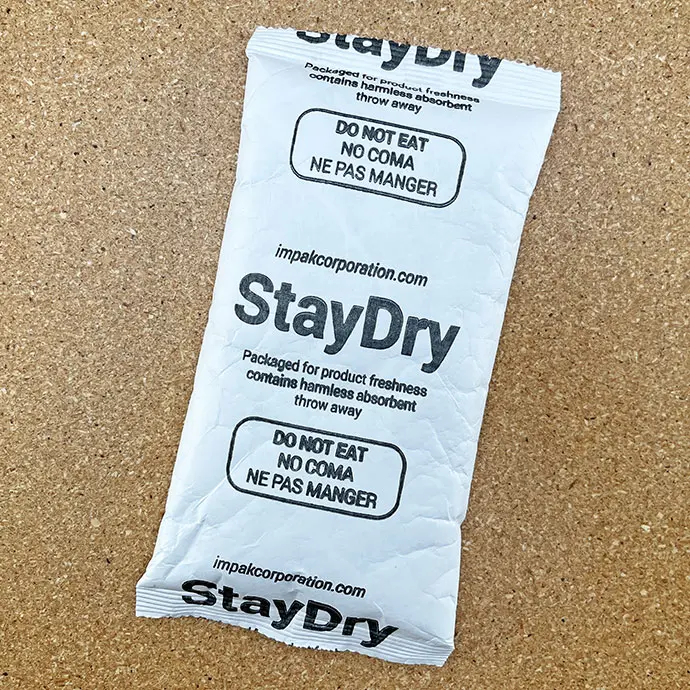 StayDry
Packaged for product freshness
contains harmless absorbent
throw away
DO NOT EAT
NO COMA
NE PAS MANGER
impakcorporation.com
StayDry
Packaged for product freshness
contains harmless absorbent
throw away
DO NOT EAT
NO COMA
NE PAS MANGER
impakcorporation.com
StayDry